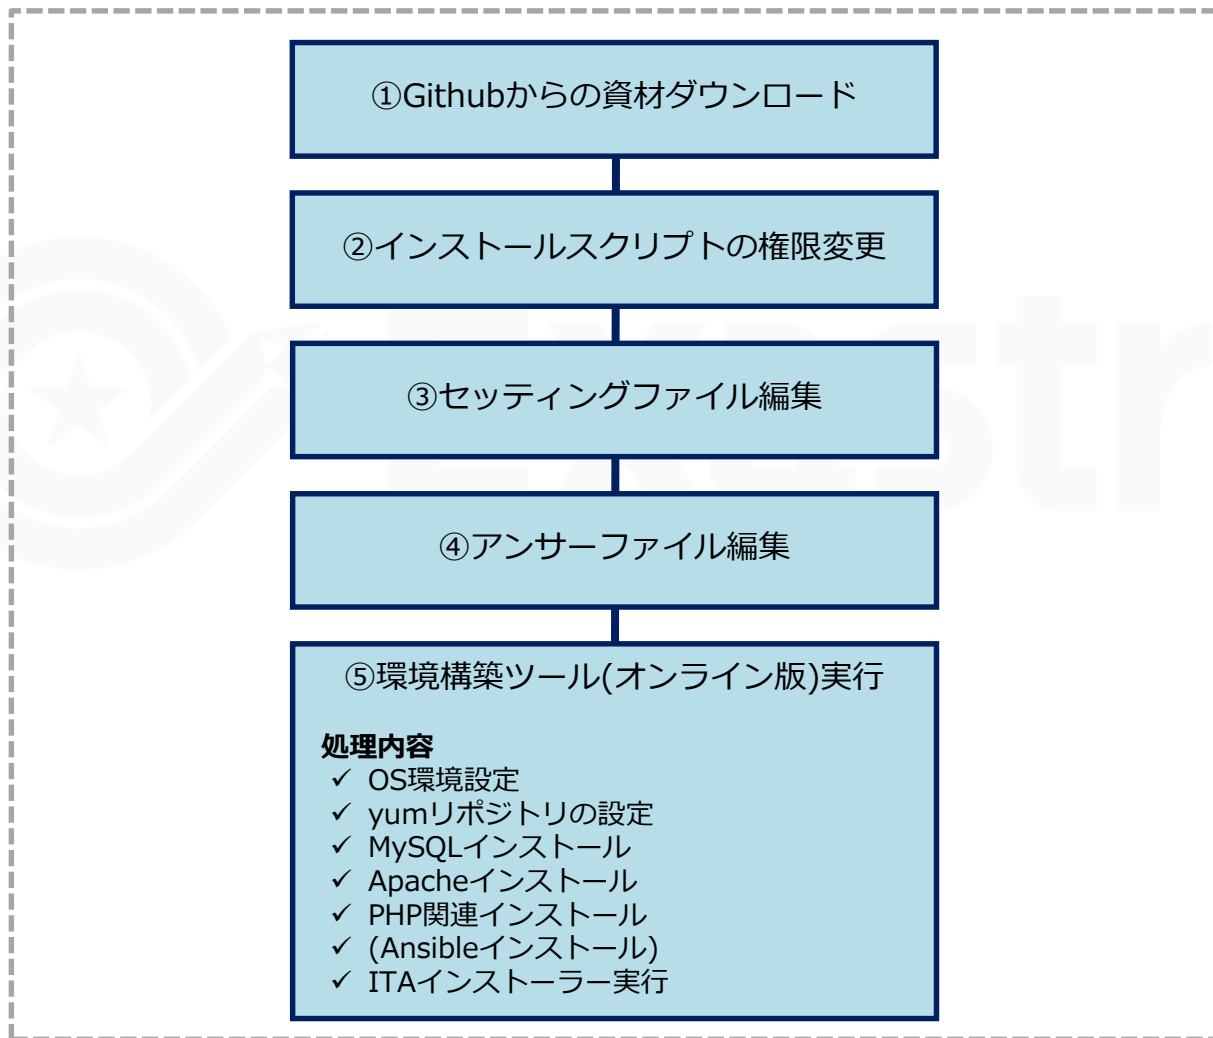 ①Githubからの資材ダウンロード
②インストールスクリプトの権限変更
③セッティングファイル編集
④アンサーファイル編集
⑤環境構築ツール(オンライン版)実行
処理内容
✓ OS環境設定
✓ yumリポジトリの設定
✓ MySQLインストール
✓ Apacheインストール
✓ PHP関連インストール
✓ (Ansibleインストール)
✓ ITAインストーラー実行